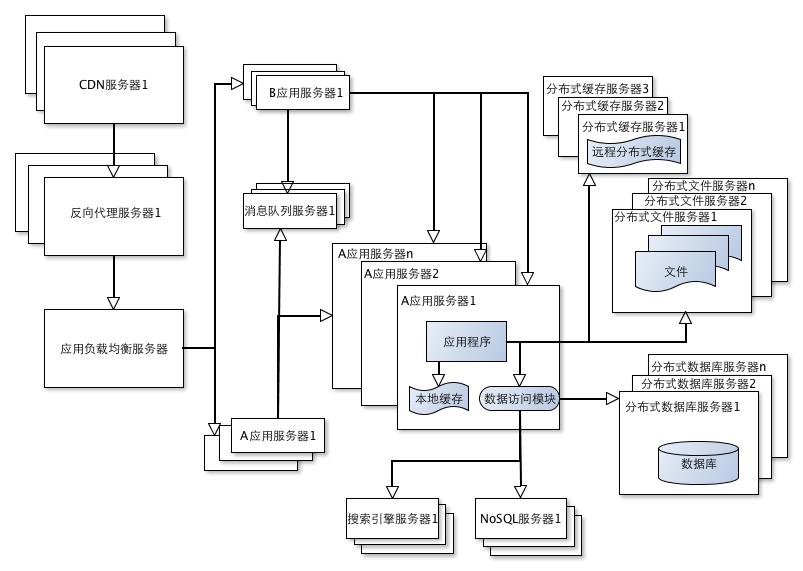 CDN服务器1
反向代理服务器1
应用负载均衡服务器
B应用服务器1
消息队列服务器1
A应用服务器1
A应用服务器n
A应用服务器2
A应用服务器1
应用程序
本地缓存
数据访问模块
分布式缓存服务器3
分布式缓存服务器2
分布式缓存服务器1
远程分布式缓存
分布式文件服务器n
分布式文件服务器2
分布式文件服务器1
文件
分布式数据库服务器n
分布式数据库服务器2
分布式数据库服务器1
数据库
搜索引擎服务器1
NoSQL服务器1